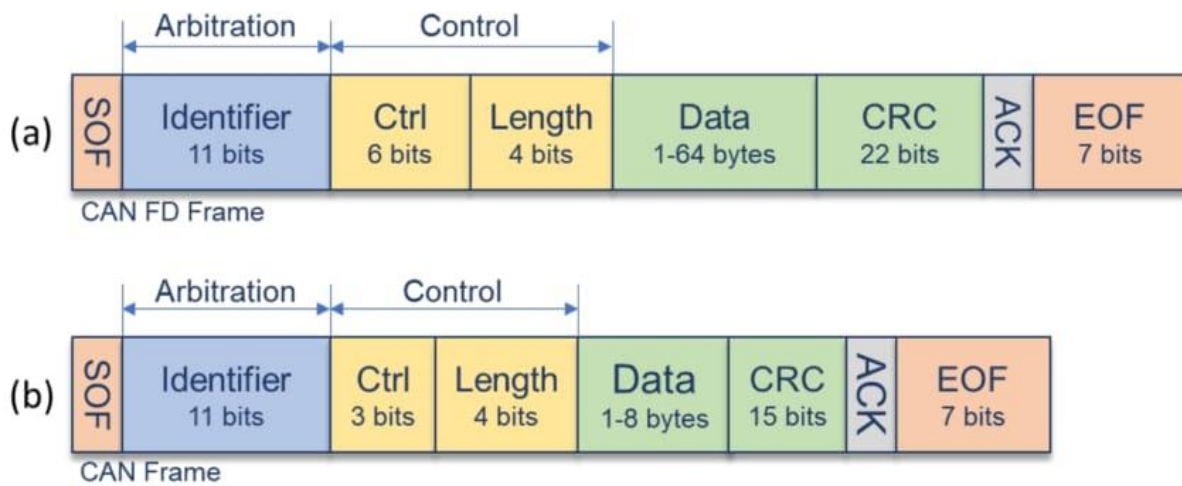 Arbitration Control
(a) SOF Identifier Ctrl Length Data CRC ACK EOF
11 bits 6 bits 4 bits 1-64 bytes 22 bits 7 bits
CAN FD Frame
Arbitration Control
(b) SOF Identifier Ctrl Length Data CRC ACK EOF
11 bits 3 bits 4 bits 1-8 bytes 15 bits 7 bits
CAN Frame